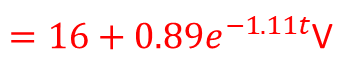 = 16 + 0.89e^{-1.11t}V